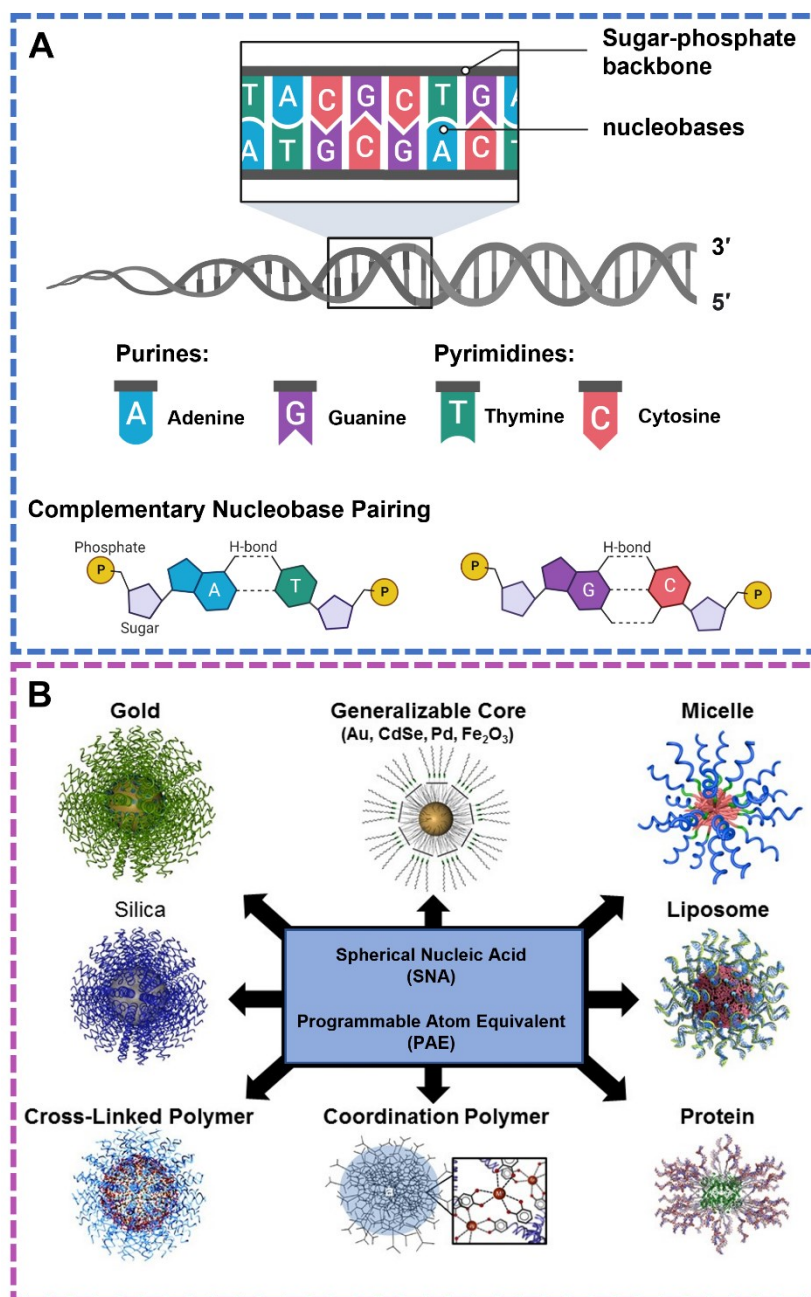 A
Sugar-phosphate
backbone
nucleobases
T A C G C T G A
A T G C G A C T
3′
5′
Purines:
Pyrimidines:
A Adenine
G Guanine
T Thymine
C Cytosine
Complementary Nucleobase Pairing
Phosphate
H-bond
P
A
T
P
Sugar
H-bond
P
G
C
P
B
Gold
Generalizable Core
(Au, CdSe, Pd, Fe₂O₃)
Micelle
Silica
Liposome
Spherical Nucleic Acid
(SNA)
Programmable Atom Equivalent
(PAE)
Cross-Linked Polymer
Coordination Polymer
Protein